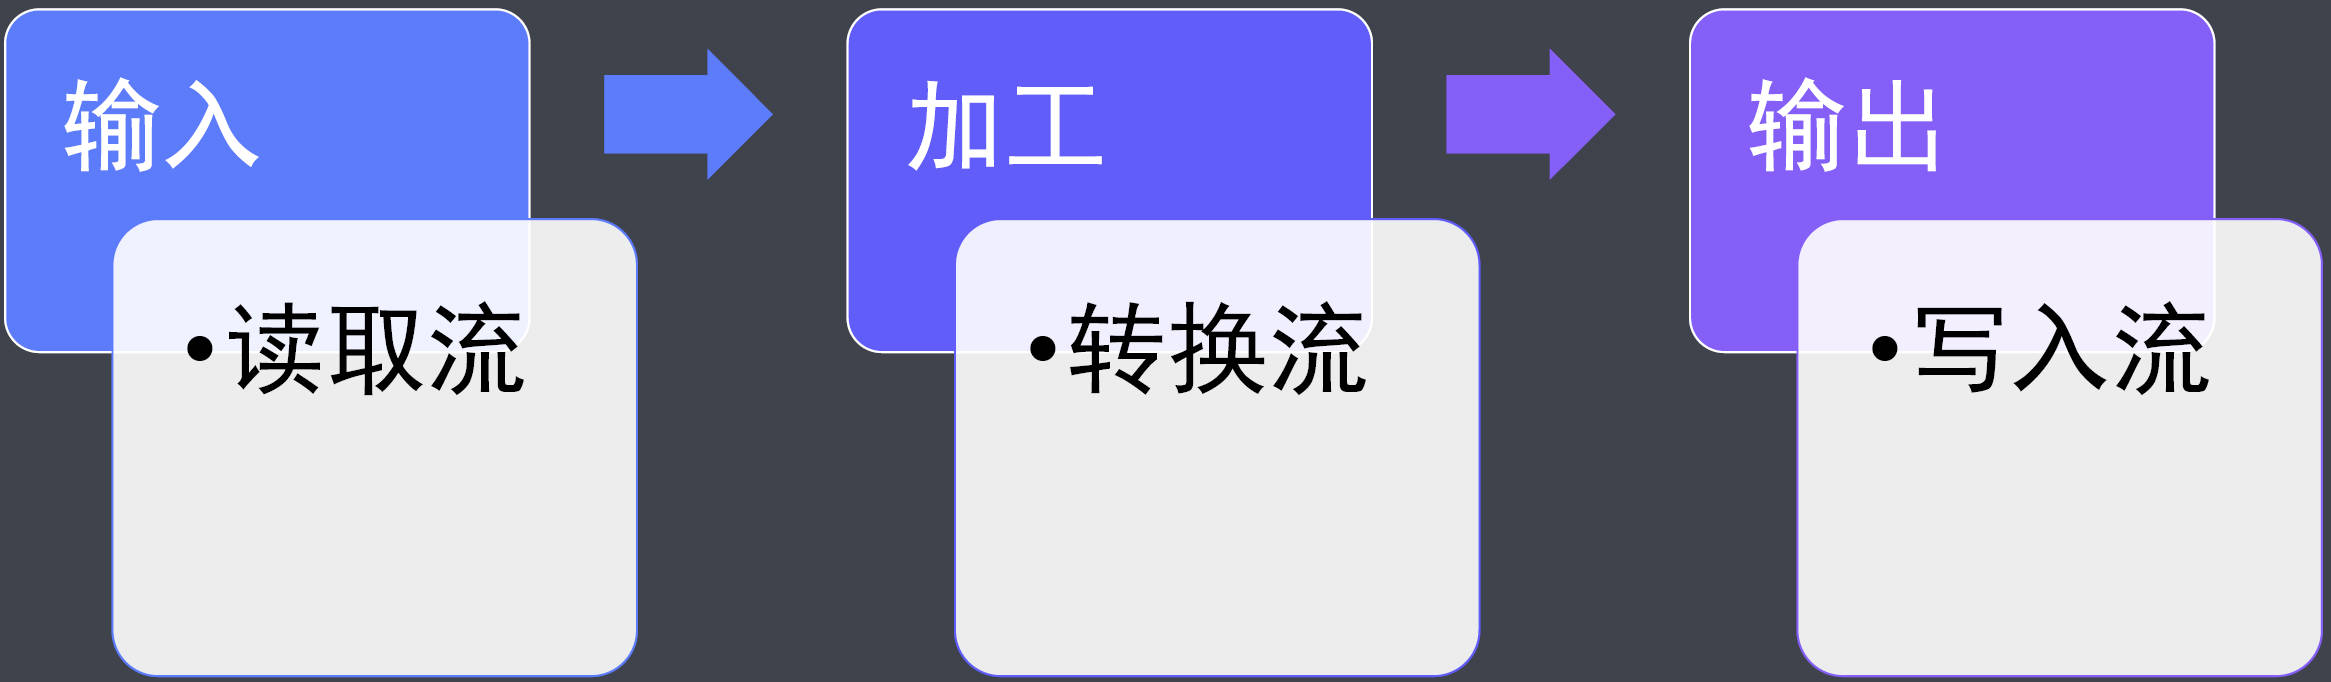 输入
•读取流
加工
•转换流
输出
•写入流